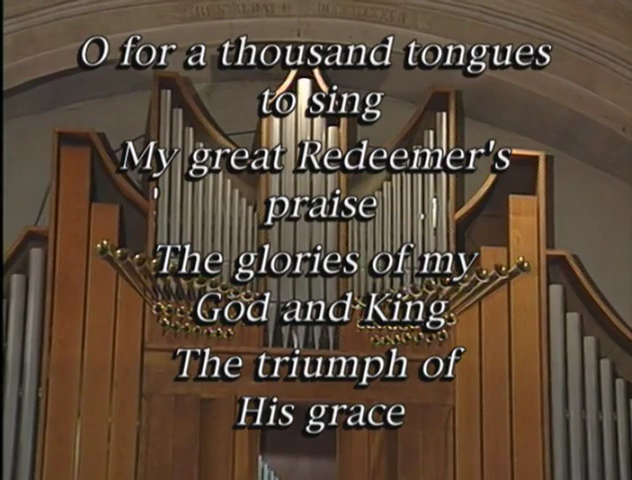 O for a thousand tongues
to sing
My great Redeemer's
praise
The glories of my
God and King
The triumph of
His grace